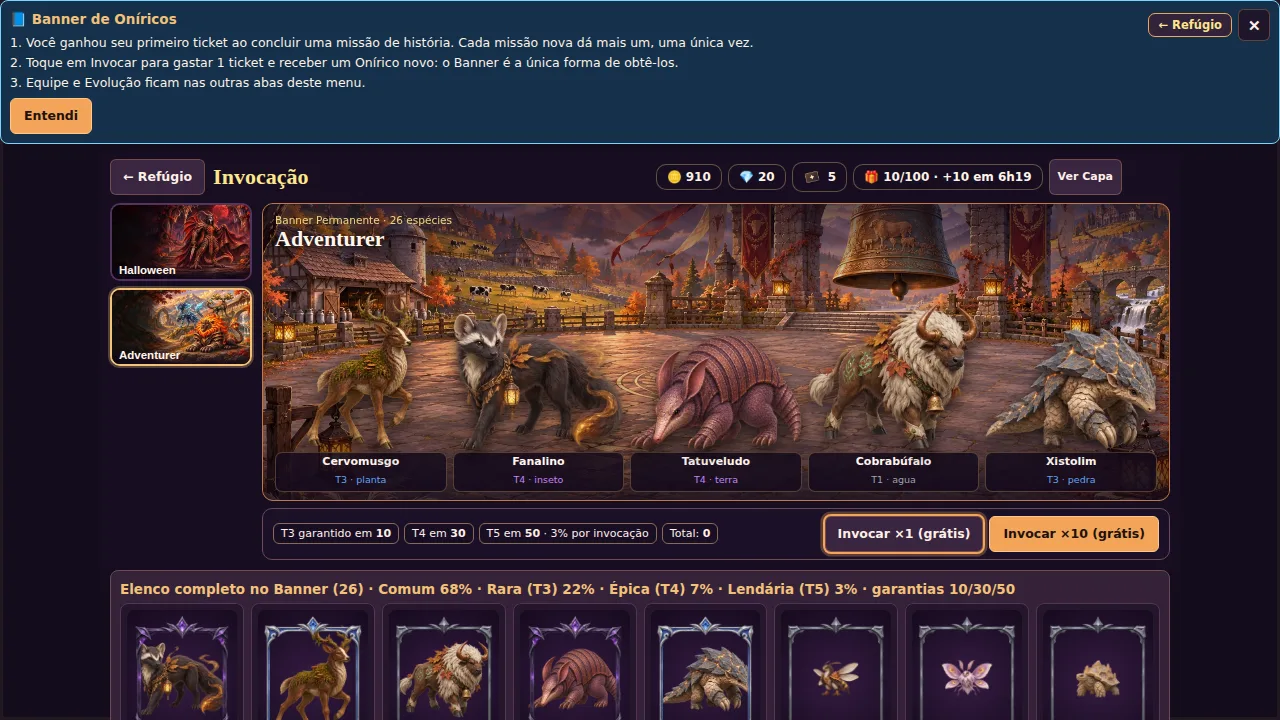 📘 Banner de Oníricos
← Refúgio
✕
1. Você ganhou seu primeiro ticket ao concluir uma missão de história. Cada missão nova dá mais um, uma única vez.
2. Toque em Invocar para gastar 1 ticket e receber um Onírico novo: o Banner é a única forma de obtê-los.
3. Equipe e Evolução ficam nas outras abas deste menu.
Entendi
← Refúgio
Invocação
🪙 910
💎 20
5
🎁 10/100 · +10 em 6h19
Ver Capa
Halloween
Adventurer
Banner Permanente · 26 espécies
Adventurer
Cervomusgo
T3 · planta
Fanalino
T4 · inseto
Tatuveludo
T4 · terra
Cobrabúfalo
T1 · agua
Xistolim
T3 · pedra
T3 garantido em 10
T4 em 30
T5 em 50 · 3% por invocação
Total: 0
Invocar ×1 (grátis)
Invocar ×10 (grátis)
Elenco completo no Banner (26) · Comum 68% · Rara (T3) 22% · Épica (T4) 7% · Lendária (T5) 3% · garantias 10/30/50